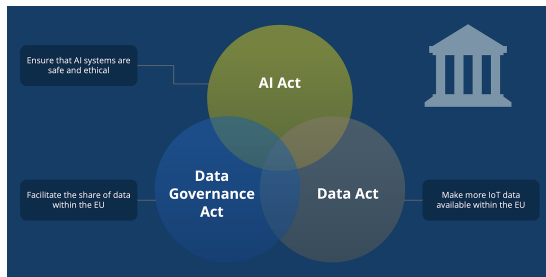 Ensure that AI systems are
safe and ethical
AI Act
Data
Governance
Act
Data Act
Facilitate the share of data
within the EU
Make more IoT data
available within the EU